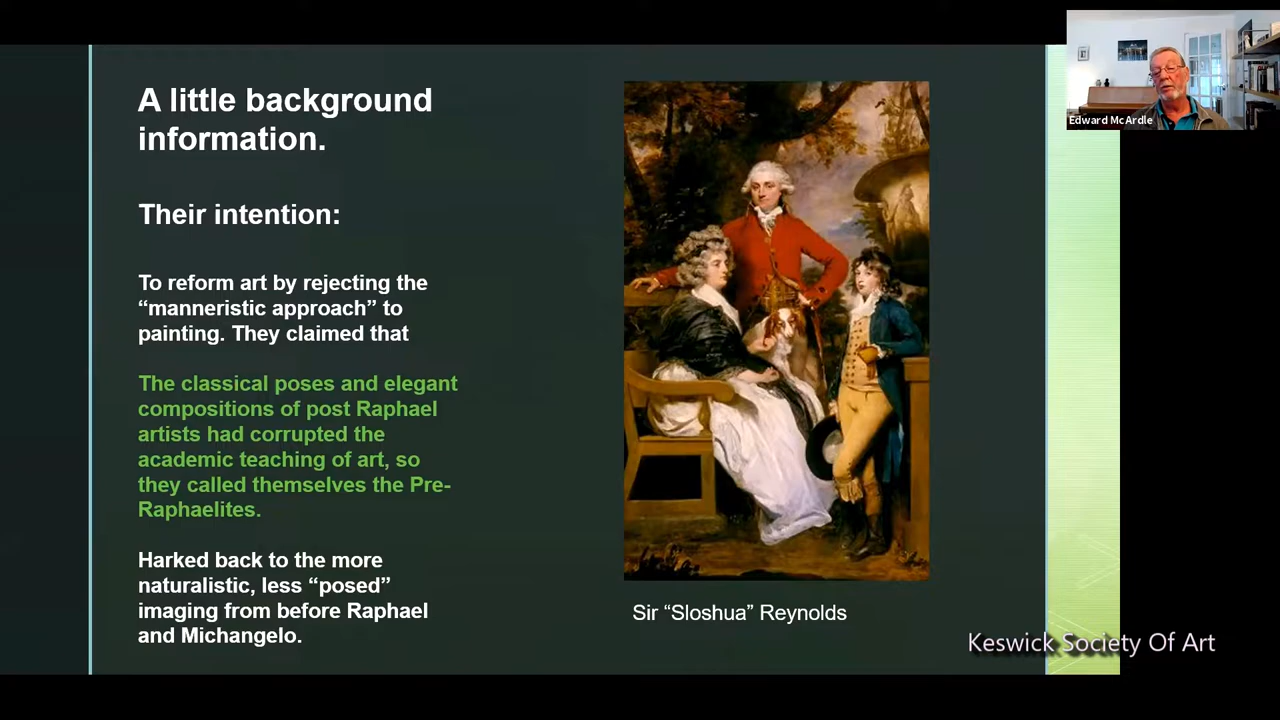 A little background
information.
Their intention:
To reform art by rejecting the
“manneristic approach” to
painting. They claimed that
The classical poses and elegant
compositions of post Raphael
artists had corrupted the
academic teaching of art, so
they called themselves the Pre-
Raphaelites.
Harked back to the more
naturalistic, less “posed”
imaging from before Raphael
and Michangelo.
Sir “Sloshua” Reynolds
Edward McArdle
Keswick Society Of Art